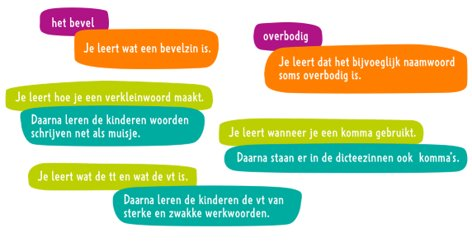 het bevel
Je leert wat een bevelzin is.
overbodig
Je leert dat het bijvoeglijk naamwoord
soms overbodig is.
Je leert hoe je een verkleinwoord maakt.
Daarna leren de kinderen woorden
schrijven net als muisje.
Je leert wanneer je een komma gebruikt.
Daarna staan er in de dicteezinnen ook komma's.
Je leert wat de tt en wat de vt is.
Daarna leren de kinderen de vt van
sterke en zwakke werkwoorden.